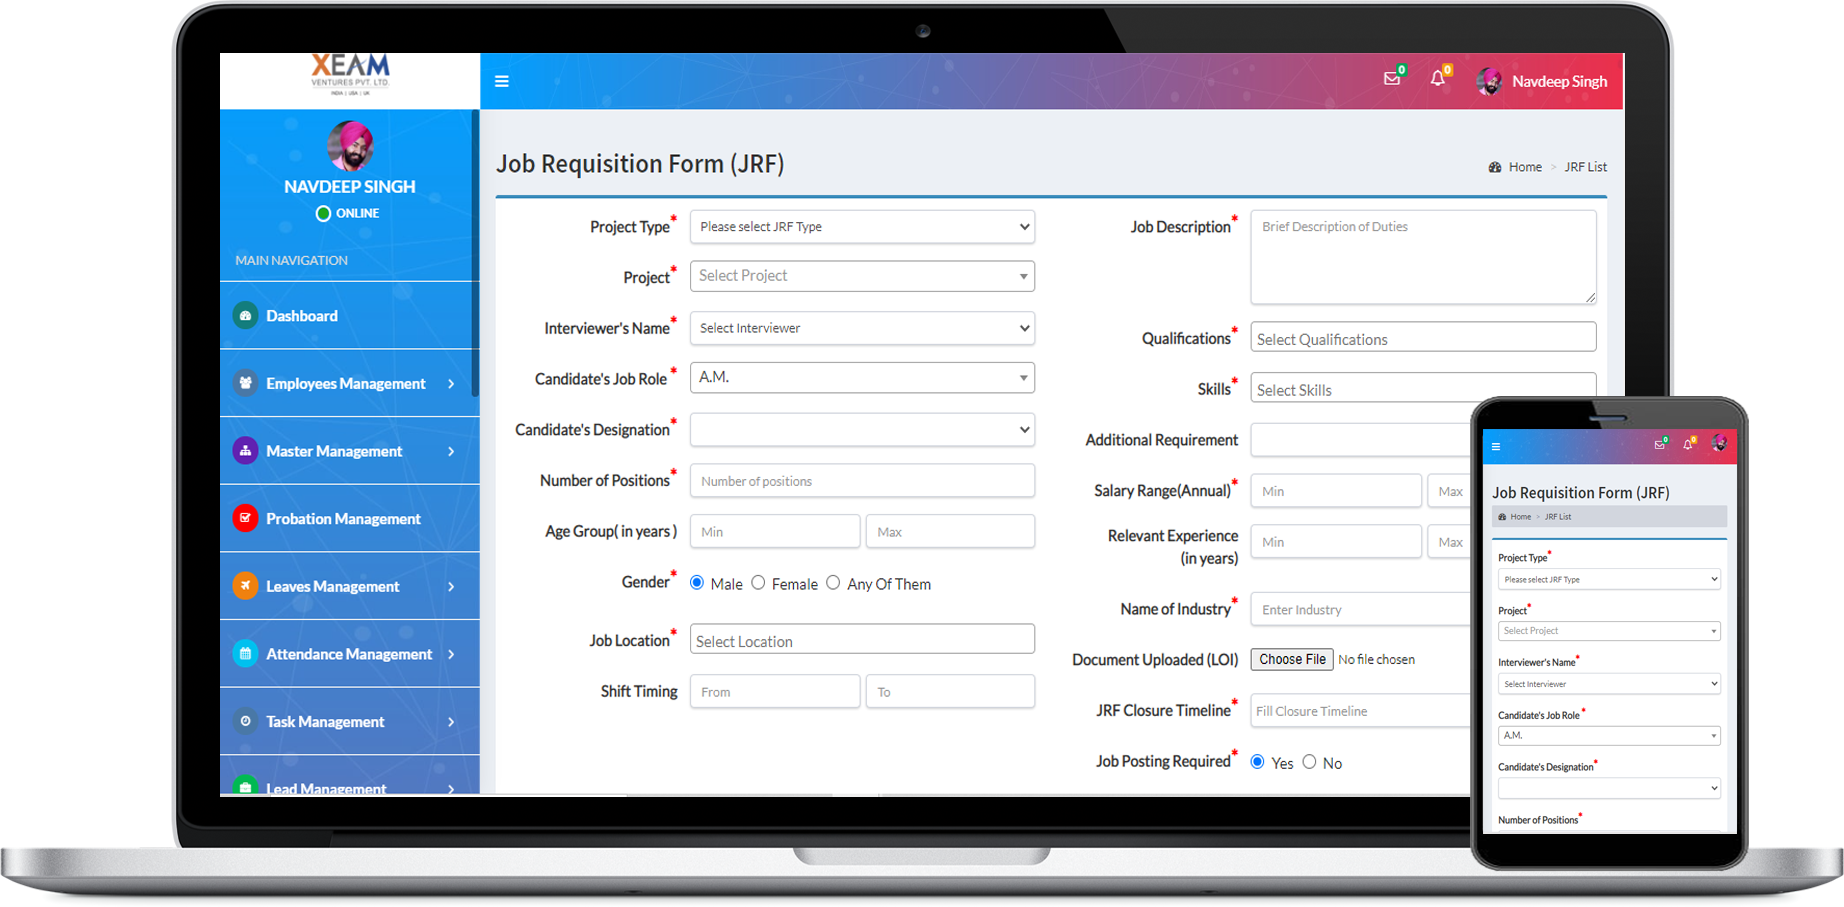 XEAM
VENTURES PVT. LTD.
INDIA | USA | UK
0
0
Navdeep Singh
NAVDEEP SINGH
ONLINE
MAIN NAVIGATION
Dashboard
Employees Management
Master Management
Probation Management
Leaves Management
Attendance Management
Task Management
Lead Management
Job Requisition Form (JRF)
Home > JRF List
Project Type*
Please select JRF Type
Project*
Select Project
Interviewer's Name*
Select Interviewer
Candidate's Job Role*
A.M.
Candidate's Designation*
Number of Positions*
Number of positions
Age Group( in years )
Min
Max
Gender*
Male Female Any Of Them
Job Location*
Select Location
Shift Timing
From
To
Job Description*
Brief Description of Duties
Qualifications*
Select Qualifications
Skills*
Select Skills
Additional Requirement
Salary Range(Annual)*
Min
Max
Relevant Experience
(in years)
Min
Max
Name of Industry*
Enter Industry
Document Uploaded (LOI)
Choose File No file chosen
JRF Closure Timeline*
Fill Closure Timeline
Job Posting Required*
Yes No
0
0
Job Requisition Form (JRF)
Home > JRF List
Project Type*
Please select JRF Type
Project*
Select Project
Interviewer's Name*
Select Interviewer
Candidate's Job Role*
A.M.
Candidate's Designation*
Number of Positions*